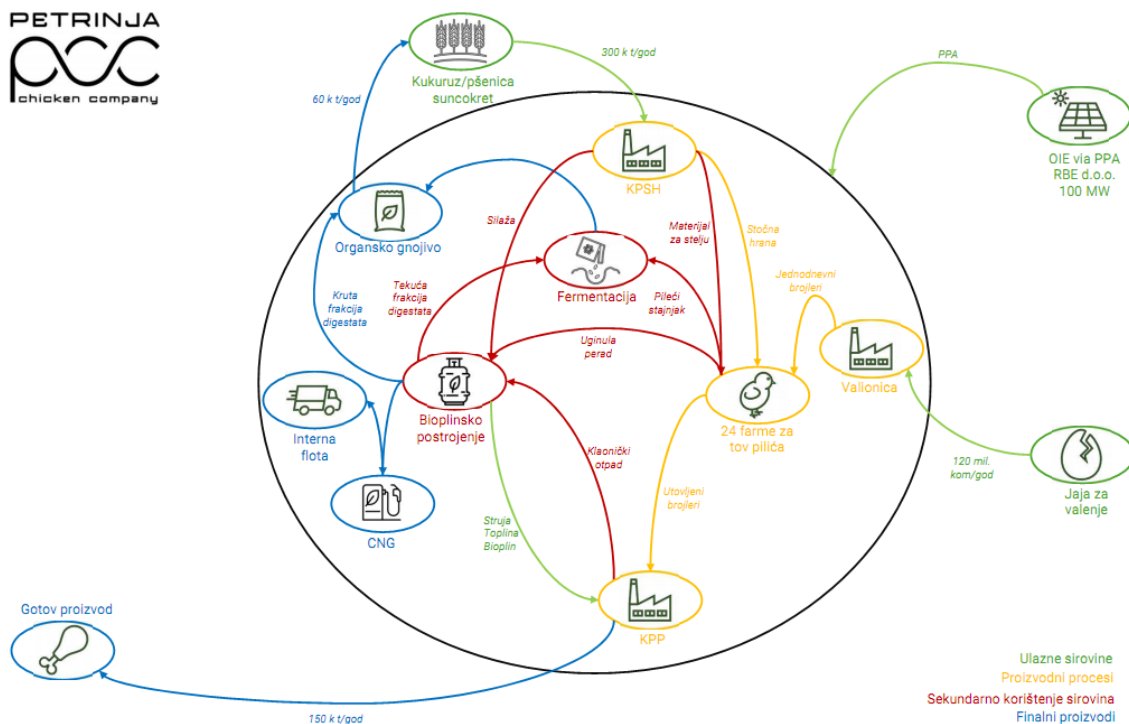 PETRINJA
pcc
chicken company
Kukuruz/pšenica
suncokret
300 k t/god
60 k t/god
PPA
OIE via PPA
RBE d.o.o.
100 MW
KPSH
Organsko gnojivo
Silaža
Materijal
za stelju
Stočna
hrana
Fermentacija
Tekuća
frakcija
digestata
Kruta
frakcija
digestata
Pileći
stajnjak
Jednodnevni
brojleri
Valionica
Uginula
perad
Bioplinsko
postrojenje
24 farme za
tov pilića
Interna
flota
CNG
Klaonički
otpad
Utovljeni
brojleri
120 mil.
kom/god
Jaja za
valenje
Struja
Toplina
Bioplin
KPP
Gotov proizvod
150 k t/god
Ulazne sirovine
Proizvodni procesi
Sekundarno korištenje sirovina
Finalni proizvodi